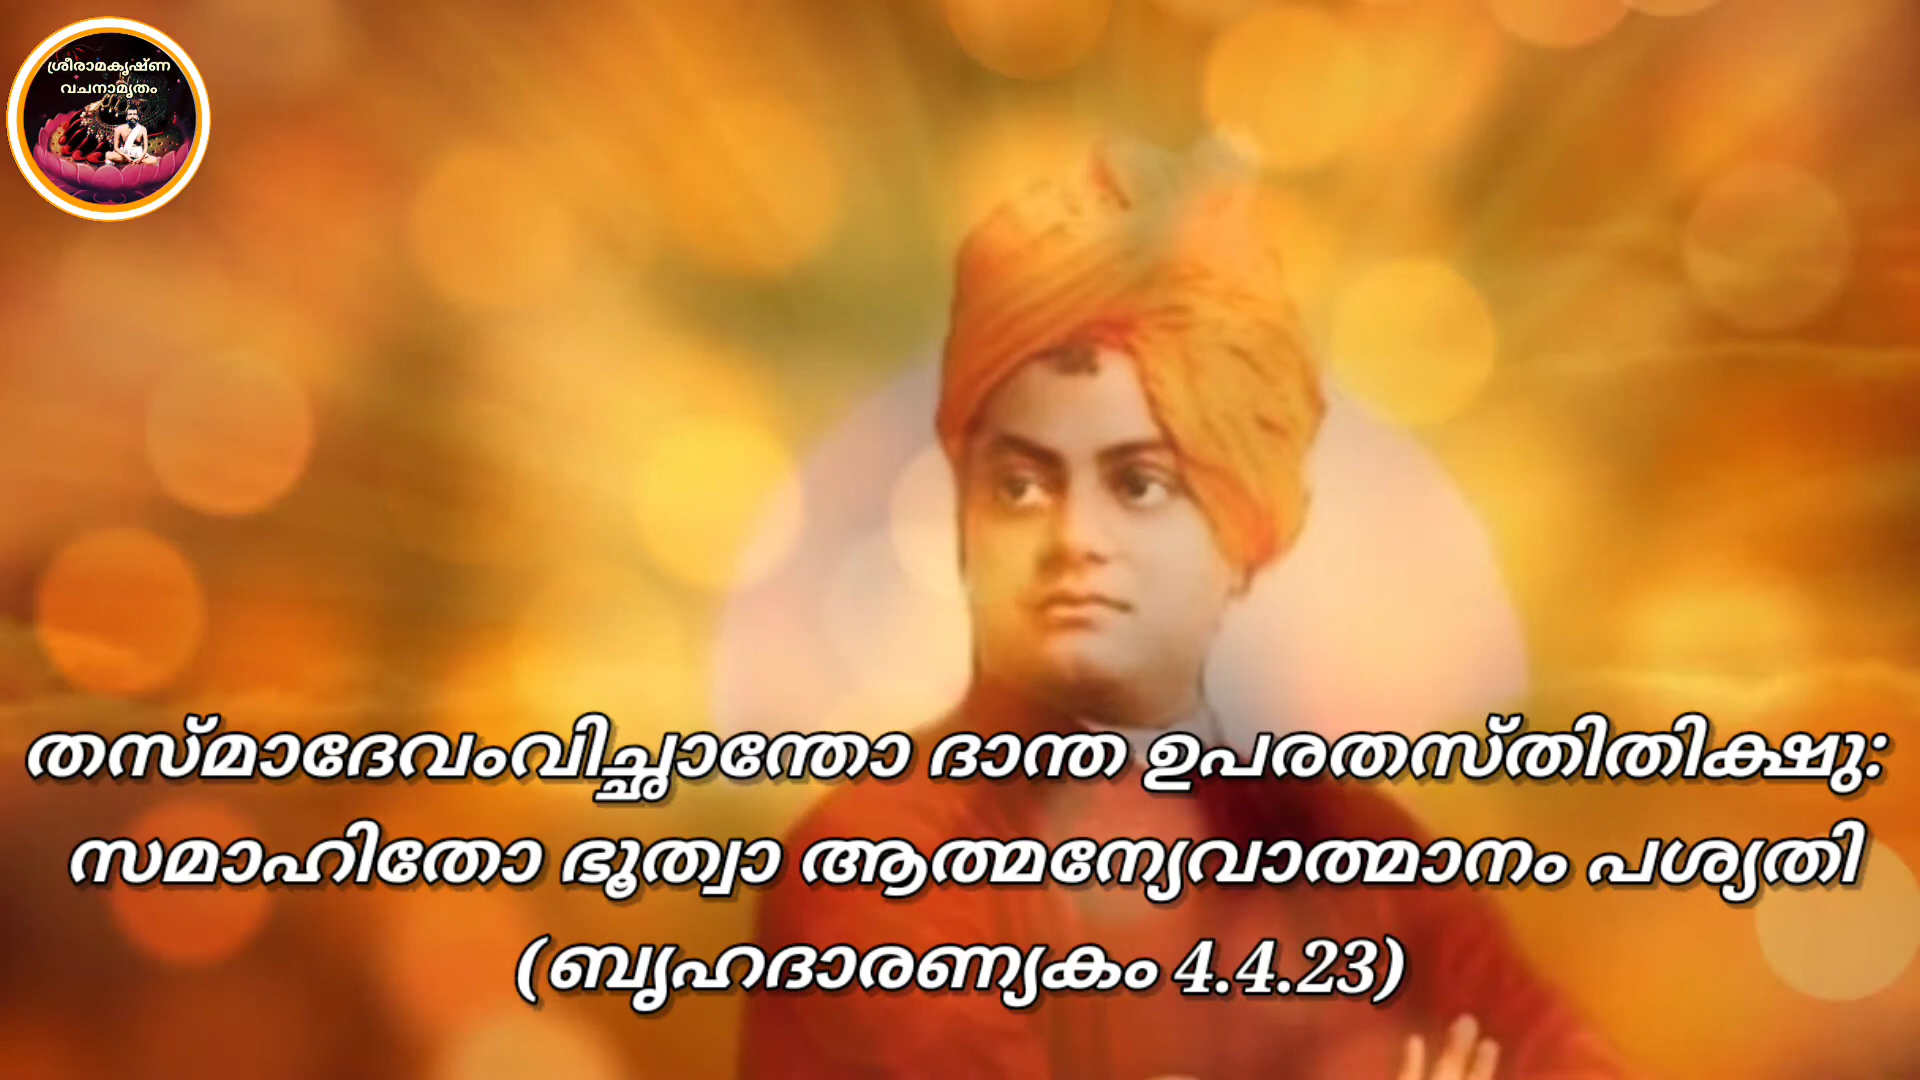 ശ്രീരാമകൃഷ്ണ
വചനാമൃതം
തസ്മാദേവംവിച്ഛാന്തോ ദാന്ത ഉപരതസ്തിതിക്ഷു:
സമാഹിതോ ഭൂത്വാ ആത്മന്യേവാത്മാനം പശ്യതി
(ബൃഹദാരണ്യകം 4.4.23)